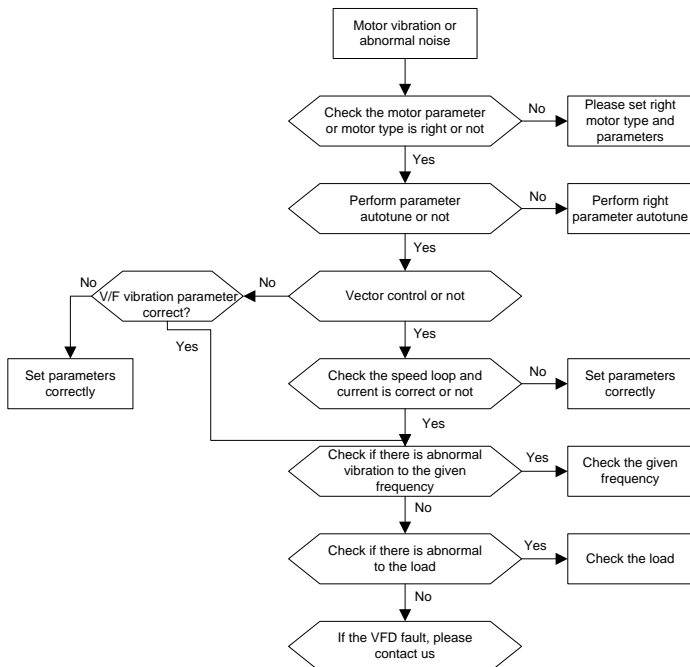 Motor vibration or
abnormal noise
Check the motor parameter
or motor type is right or not
No
Please set right
motor type and
parameters
Yes
Perform parameter
autotune or not
No
Perform right
parameter autotune
Yes
No
V/F vibration parameter
correct?
No
Vector control or not
Yes
Yes
Set parameters
correctly
Check the speed loop and
current is correct or not
No
Set parameters
correctly
Yes
Check if there is abnormal
vibration to the given
frequency
Yes
Check the given
frequency
No
Check if there is abnormal
to the load
Yes
Check the load
No
If the VFD fault, please
contact us